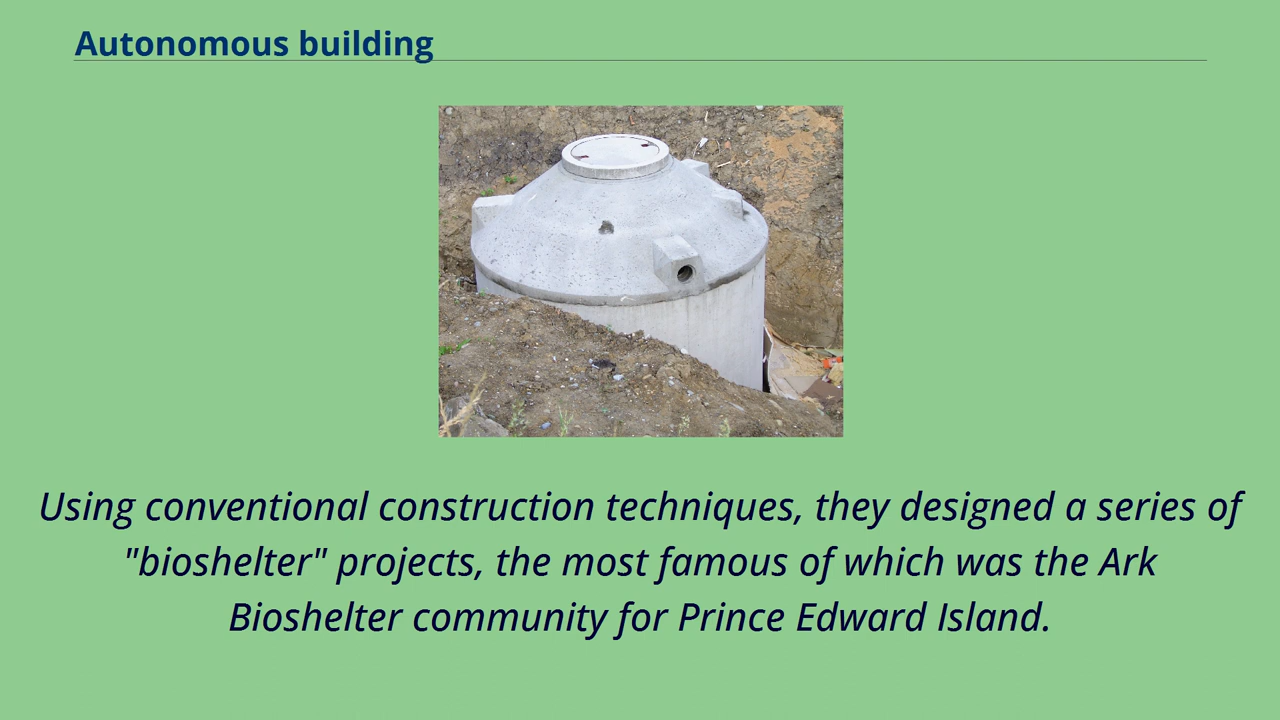 Autonomous building
Using conventional construction techniques, they designed a series of
"bioshelter" projects, the most famous of which was the Ark
Bioshelter community for Prince Edward Island.